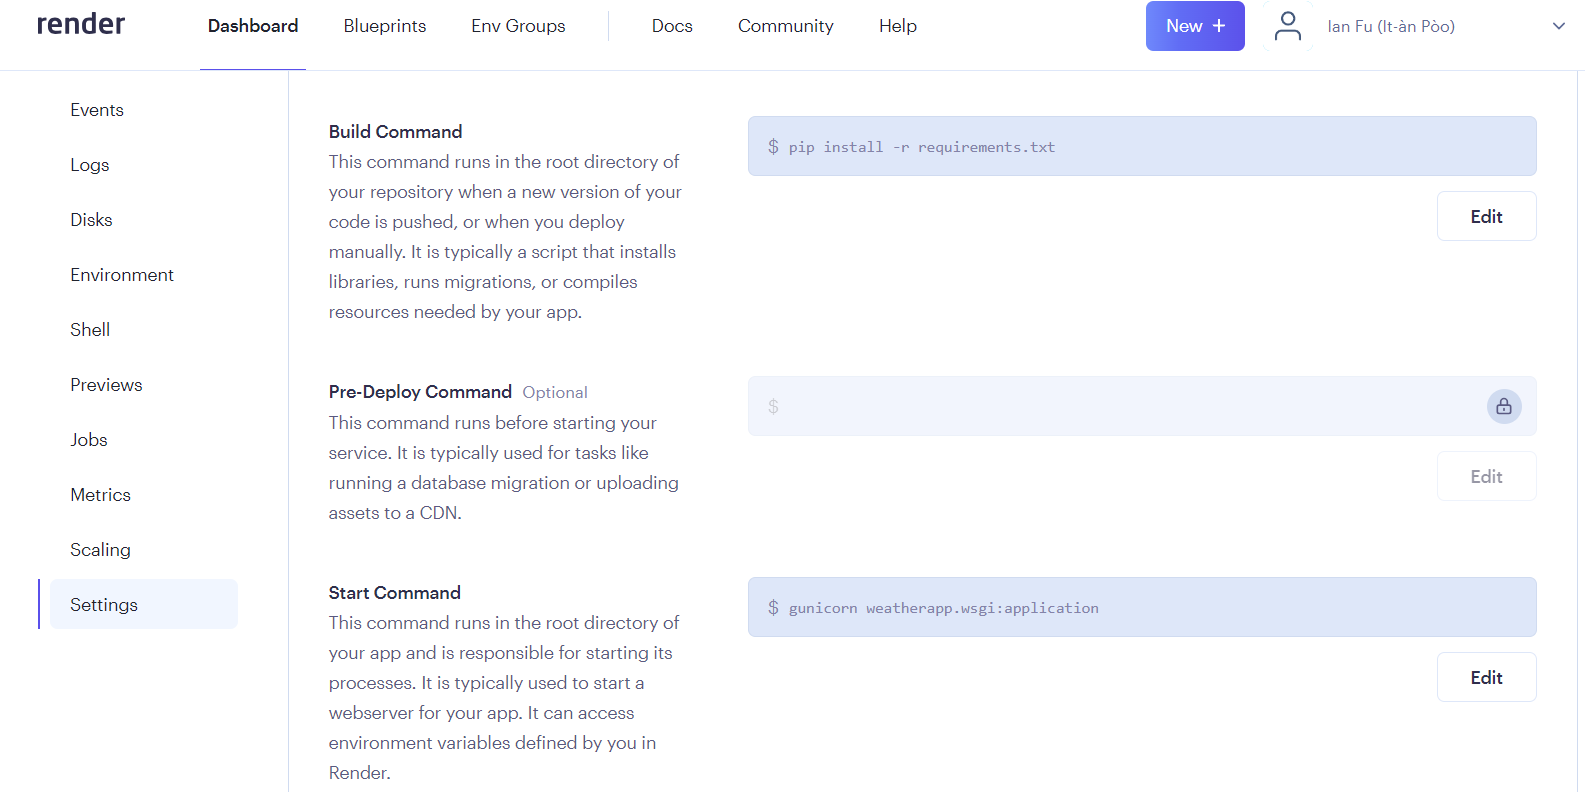 render
Dashboard
Blueprints
Env Groups
Docs
Community
Help
New +
Ian Fu (It-àn Pòo)
Events
Logs
Disks
Environment
Shell
Previews
Jobs
Metrics
Scaling
Settings
Build Command
This command runs in the root directory of
your repository when a new version of your
code is pushed, or when you deploy
manually. It is typically a script that installs
libraries, runs migrations, or compiles
resources needed by your app.
$ pip install -r requirements.txt
Edit
Pre-Deploy Command Optional
This command runs before starting your
service. It is typically used for tasks like
running a database migration or uploading
assets to a CDN.
$
Edit
Start Command
This command runs in the root directory of
your app and is responsible for starting its
processes. It is typically used to start a
webserver for your app. It can access
environment variables defined by you in
Render.
$ gunicorn weatherapp.wsgi:application
Edit